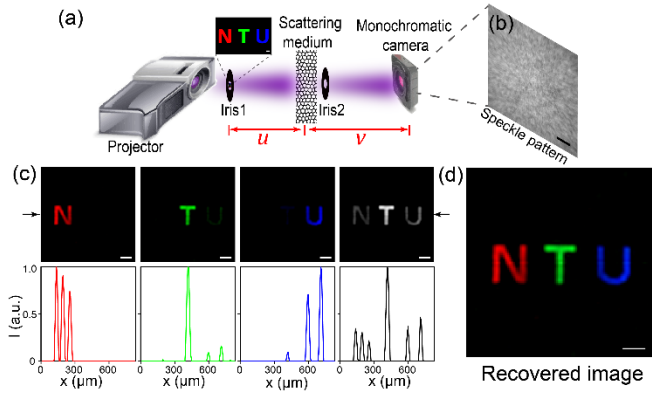 (a)
N T U
Scattering
medium
Monochromatic
camera
(b)
Projector
Iris1
Iris2
u
v
Speckle pattern
(c)
N
T U
U
N T U
(d)
N T U
I (a.u.)
1.0
0.5
0
0 300 600
x (µm)
0 300 600
x (µm)
0 300 600
x (µm)
0 300 600
x (µm)
Recovered image